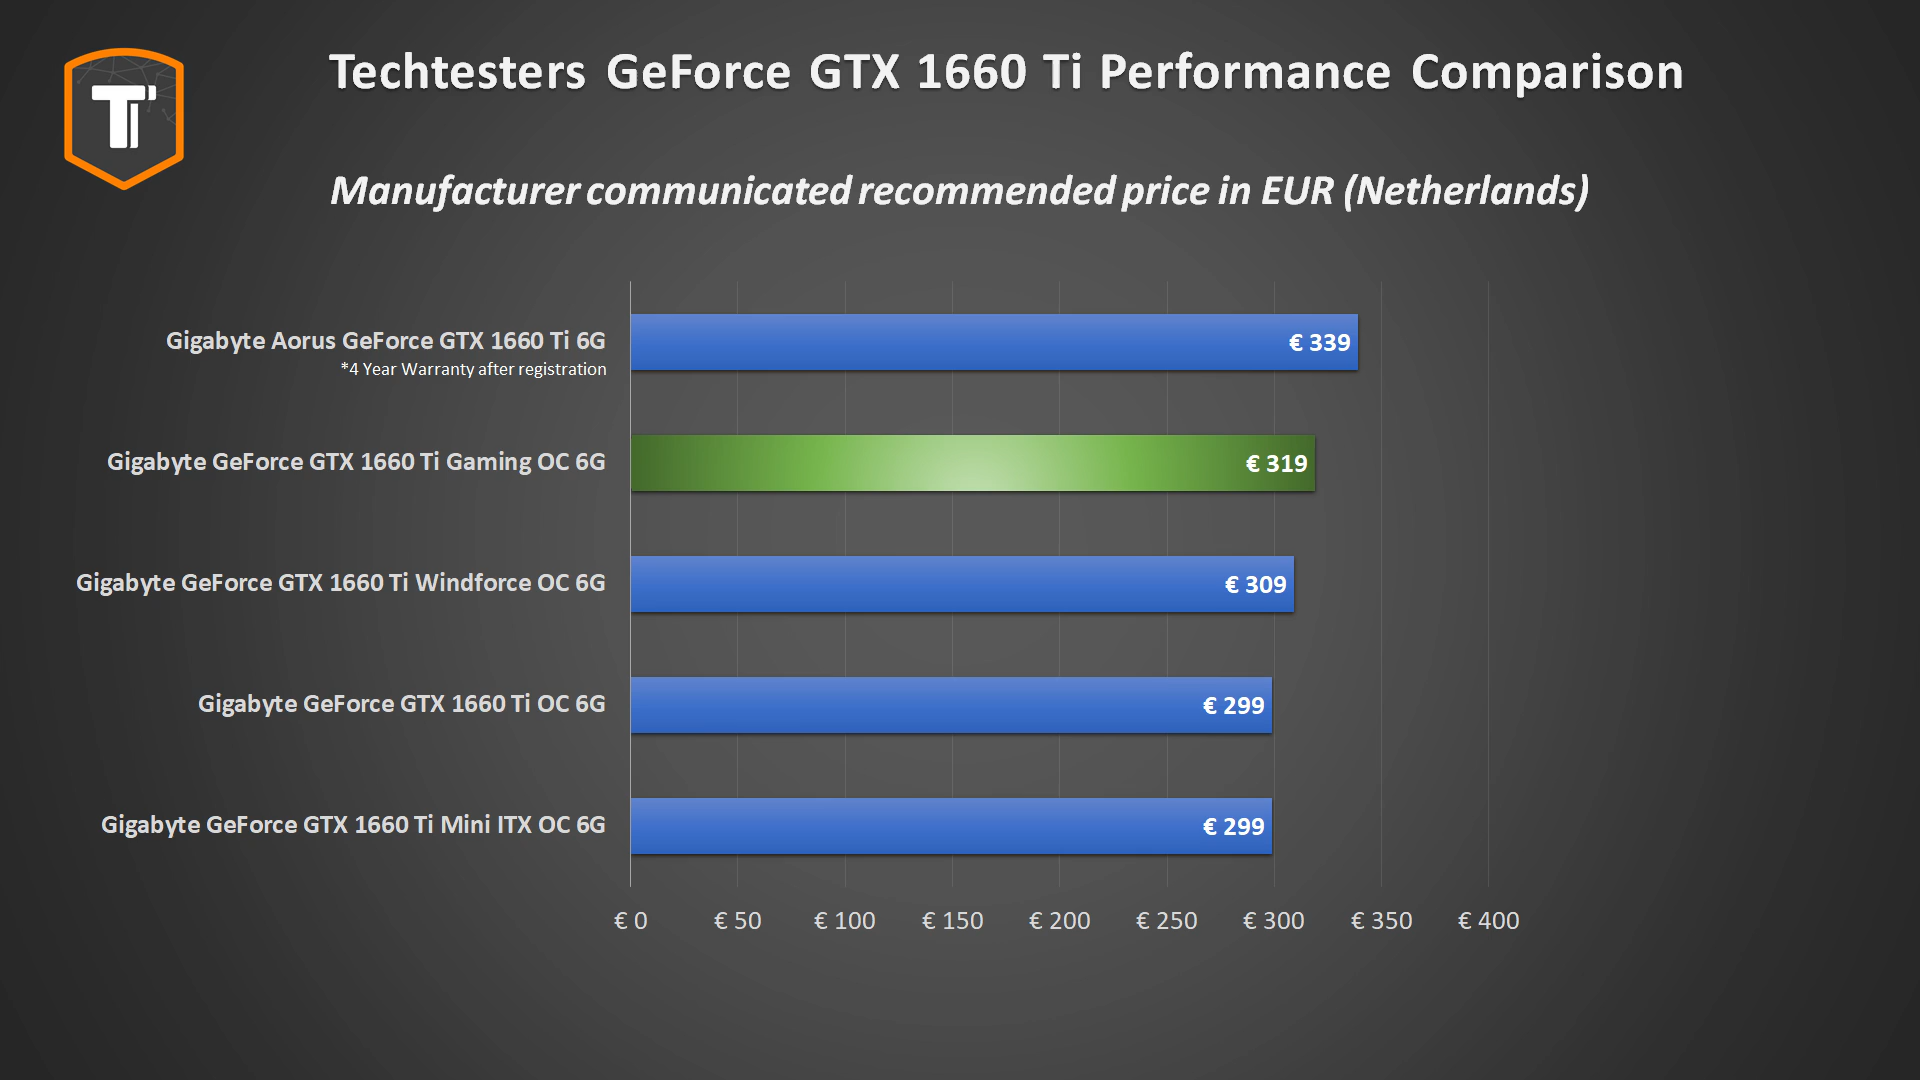 T
Techtesters GeForce GTX 1660 Ti Performance Comparison
Manufacturer communicated recommended price in EUR (Netherlands)
Gigabyte Aorus GeForce GTX 1660 Ti 6G
*4 Year Warranty after registration
€ 339
Gigabyte GeForce GTX 1660 Ti Gaming OC 6G
€ 319
Gigabyte GeForce GTX 1660 Ti Windforce OC 6G
€ 309
Gigabyte GeForce GTX 1660 Ti OC 6G
€ 299
Gigabyte GeForce GTX 1660 Ti Mini ITX OC 6G
€ 299
€ 0 € 50 € 100 € 150 € 200 € 250 € 300 € 350 € 400